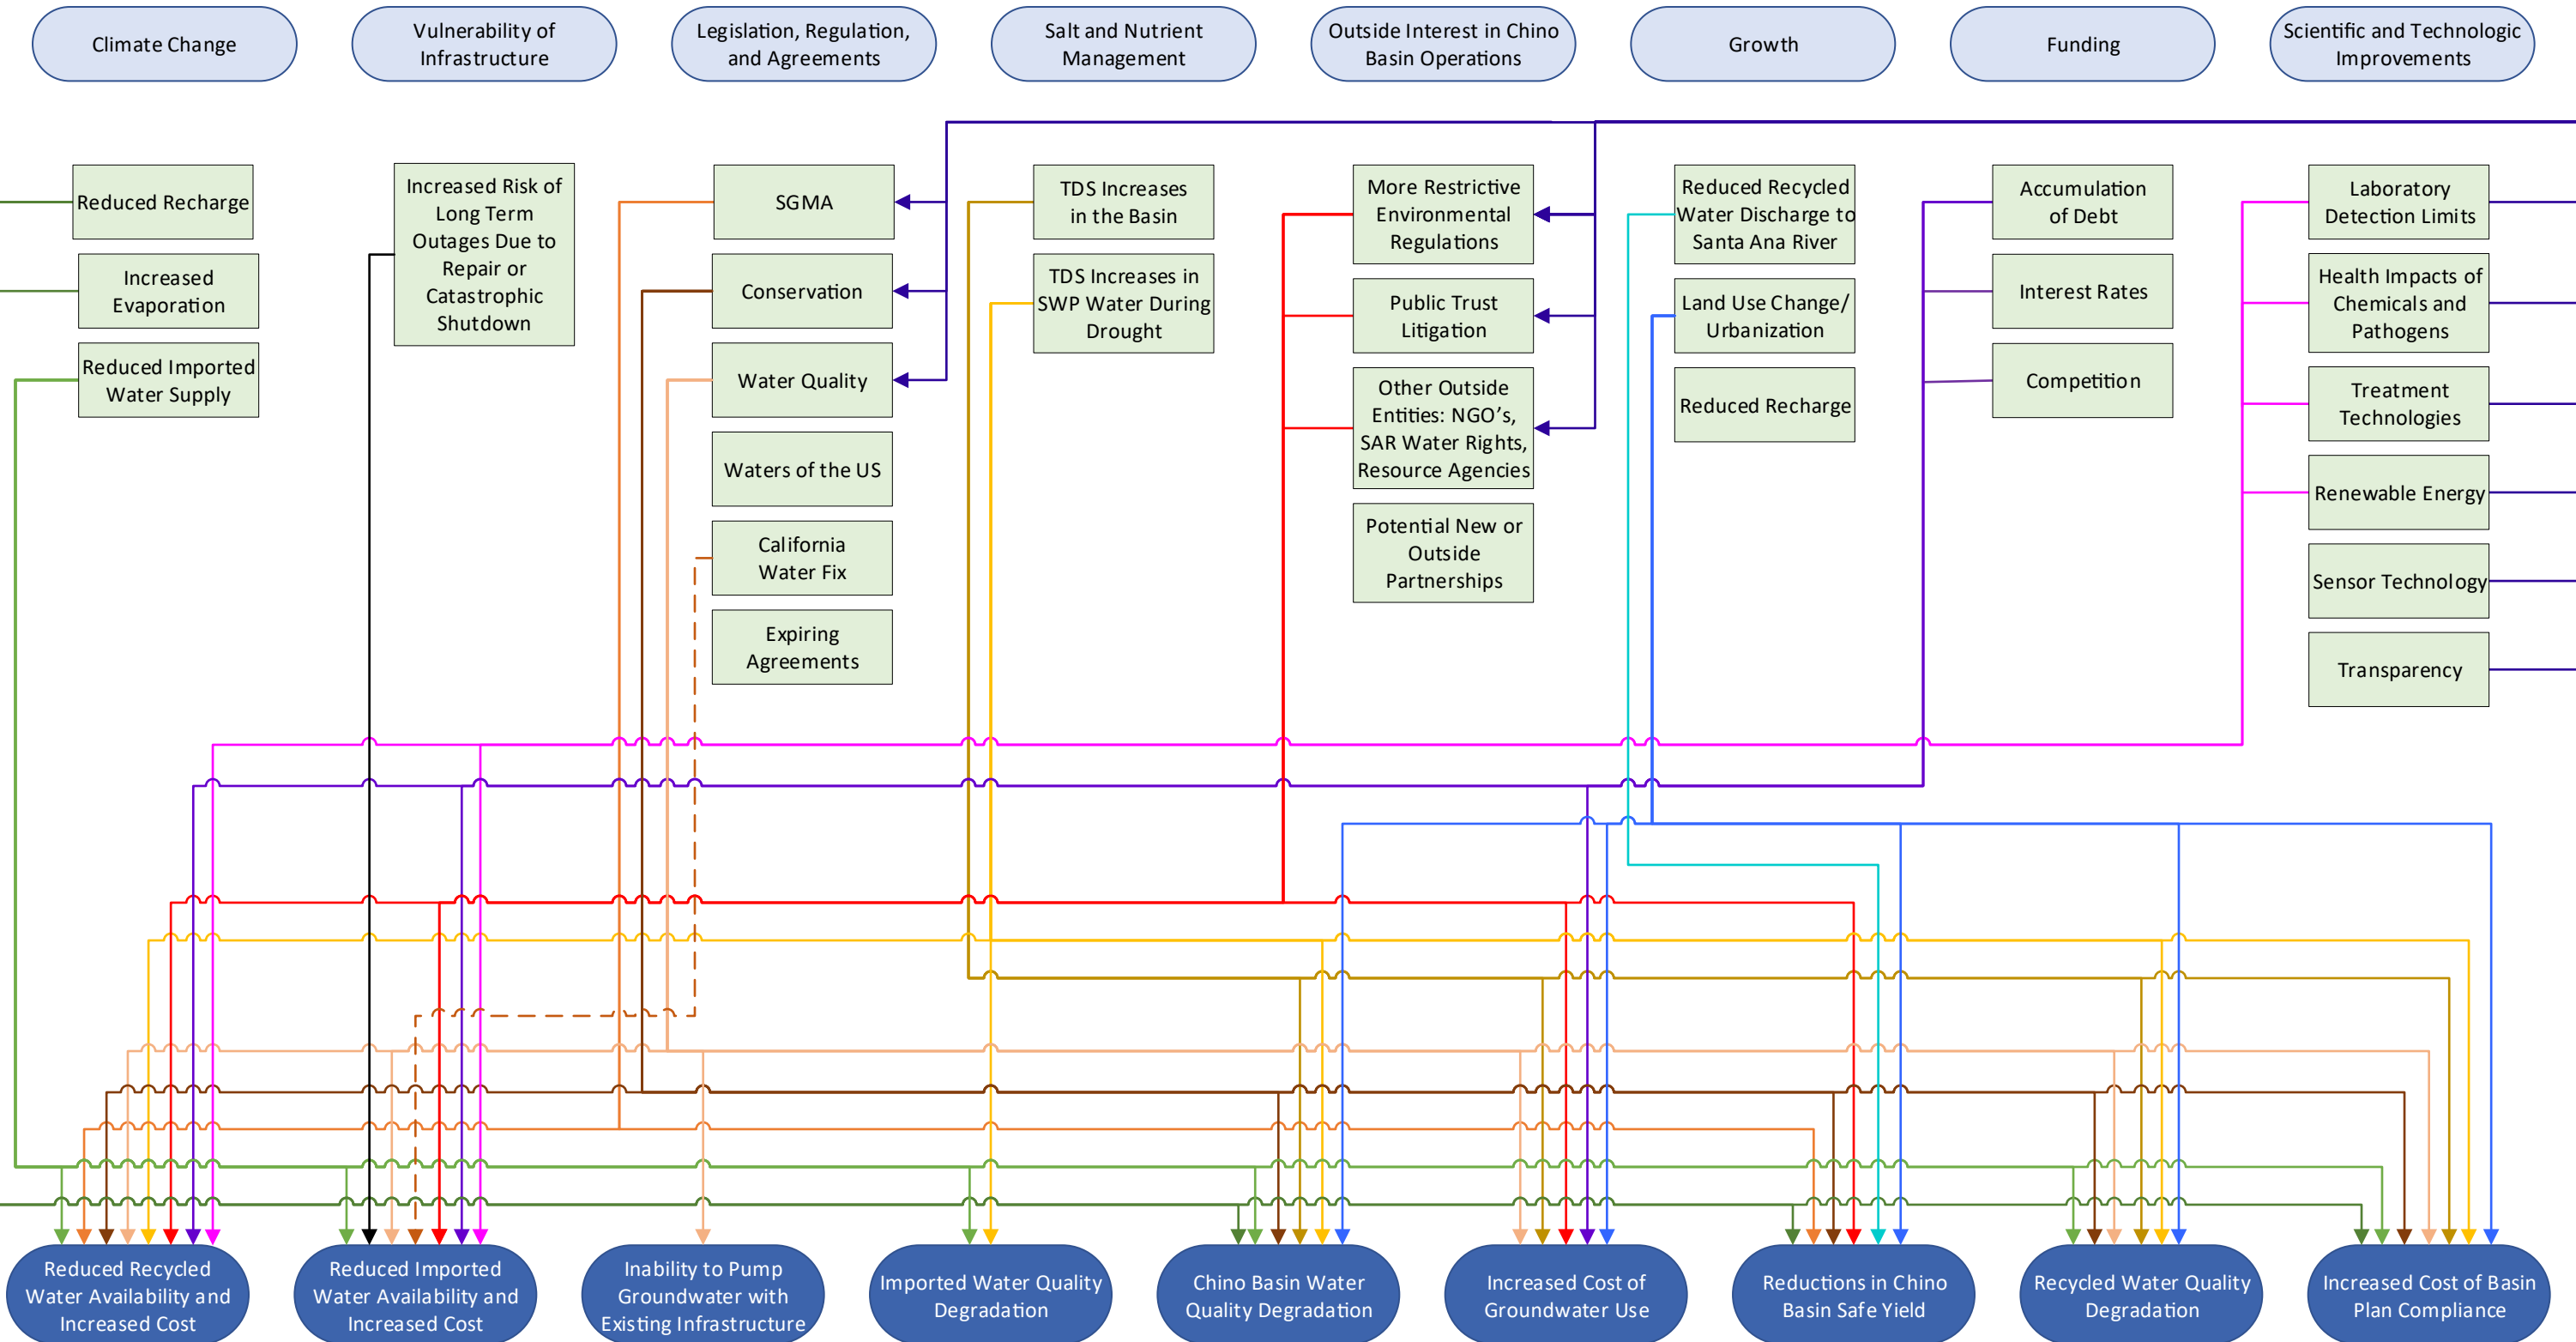 Climate Change
Vulnerability of
Infrastructure
Legislation, Regulation,
and Agreements
Salt and Nutrient
Management
Outside Interest in Chino
Basin Operations
Growth
Funding
Scientific and Technologic
Improvements
Reduced Recharge
Increased
Evaporation
Reduced Imported
Water Supply
Increased Risk of
Long Term
Outages Due to
Repair or
Catastrophic
Shutdown
SGMA
Conservation
Water Quality
Waters of the US
California
Water Fix
Expiring
Agreements
TDS Increases
in the Basin
TDS Increases in
SWP Water During
Drought
More Restrictive
Environmental
Regulations
Public Trust
Litigation
Other Outside
Entities: NGO’s,
SAR Water Rights,
Resource Agencies
Potential New or
Outside
Partnerships
Reduced Recycled
Water Discharge to
Santa Ana River
Land Use Change/
Urbanization
Reduced Recharge
Accumulation
of Debt
Interest Rates
Competition
Laboratory
Detection Limits
Health Impacts of
Chemicals and
Pathogens
Treatment
Technologies
Renewable Energy
Sensor Technology
Transparency
Reduced Recycled
Water Availability and
Increased Cost
Reduced Imported
Water Availability and
Increased Cost
Inability to Pump
Groundwater with
Existing Infrastructure
Imported Water Quality
Degradation
Chino Basin Water
Quality Degradation
Increased Cost of
Groundwater Use
Reductions in Chino
Basin Safe Yield
Recycled Water Quality
Degradation
Increased Cost of Basin
Plan Compliance